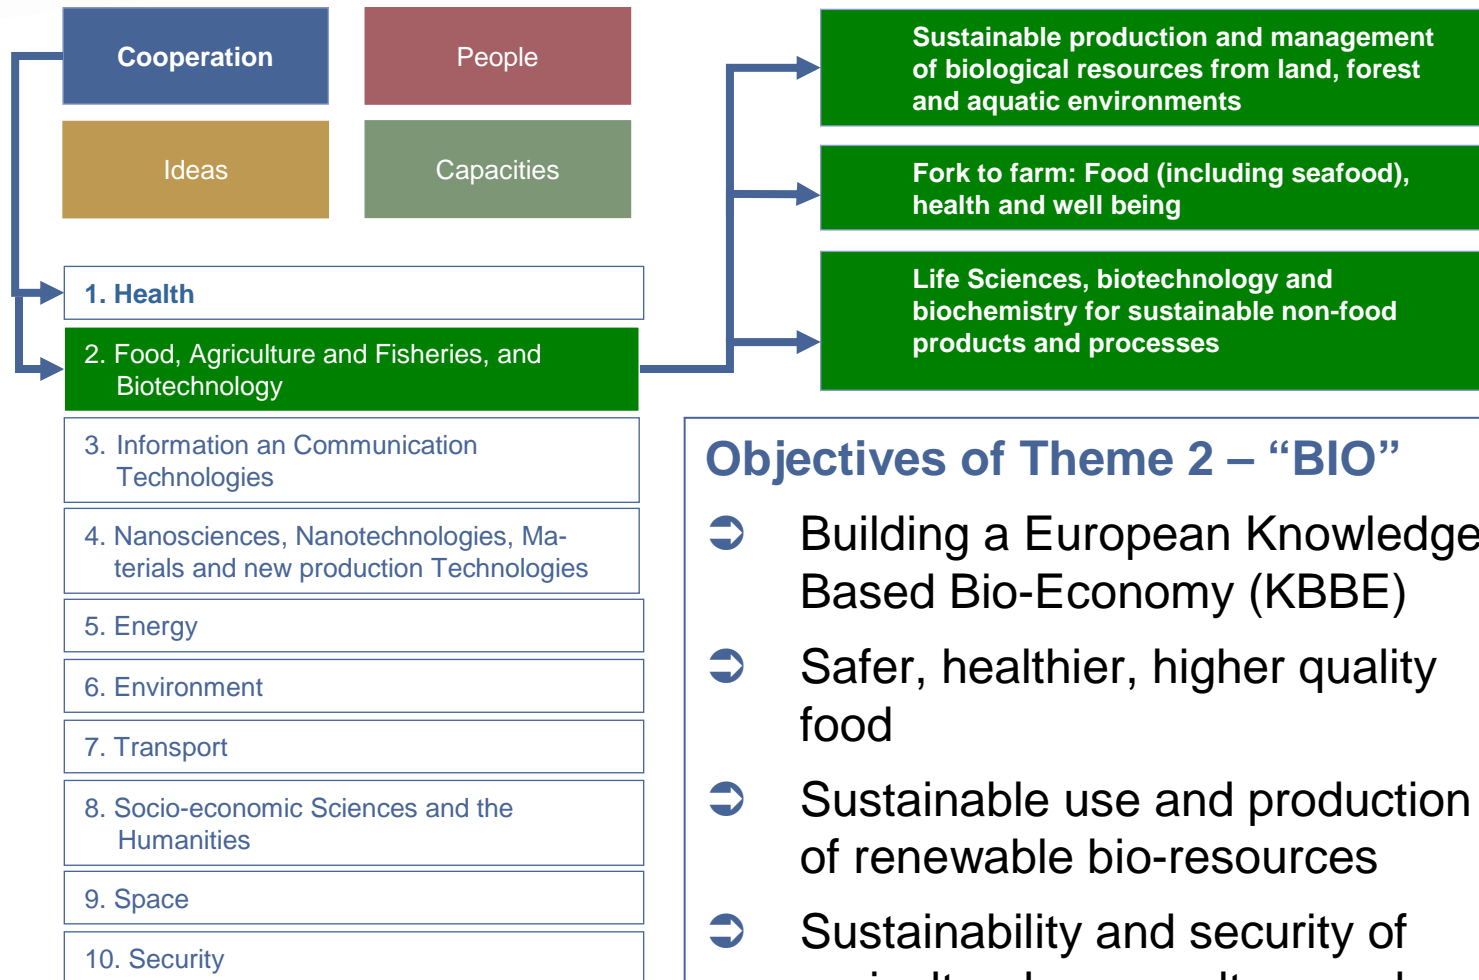 Cooperation
People
Ideas
Capacities
1. Health
2. Food, Agriculture and Fisheries, and
Biotechnology
3. Information an Communication
Technologies
4. Nanosciences, Nanotechnologies, Ma-
terials and new production Technologies
5. Energy
6. Environment
7. Transport
8. Socio-economic Sciences and the
Humanities
9. Space
10. Security
Sustainable production and management
of biological resources from land, forest
and aquatic environments
Fork to farm: Food (including seafood),
health and well being
Life Sciences, biotechnology and
biochemistry for sustainable non-food
products and processes
Objectives of Theme 2 – “BIO”
Building a European Knowledge
Based Bio-Economy (KBBE)
Safer, healthier, higher quality
food
Sustainable use and production
of renewable bio-resources
Sustainability and security of